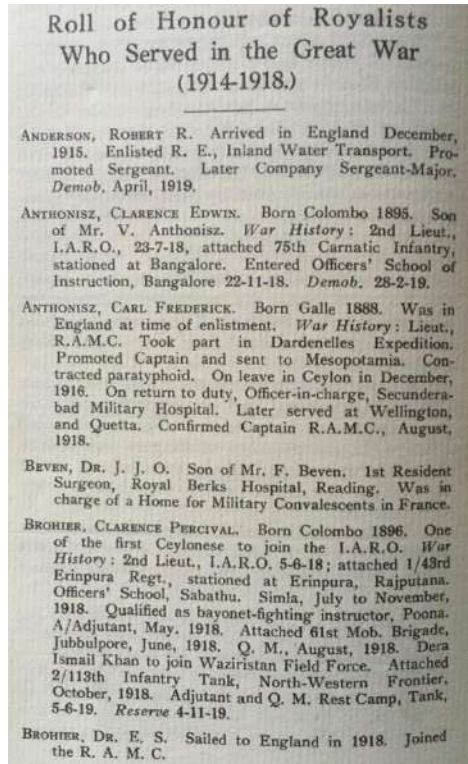 Roll of Honour of Royalists
Who Served in the Great War
(1914-1918.)
ANDERSON, ROBERT R. Arrived in England December,
1915. Enlisted R. E., Inland Water Transport. Pro-
moted Sergeant. Later Company Sergeant-Major.
Demob. April, 1919.
ANTHONISZ, CLARENCE EDWIN. Born Colombo 1895. Son
of Mr. V. Anthonisz. War History: 2nd Lieut.,
I.A.R.O., 23-7-18, attached 75th Carnatic Infantry,
stationed at Bangalore. Entered Officers' School of
Instruction, Bangalore 22-11-18. Demob. 28-2-19.
ANTHONISZ, CARL FREDERICK. Born Galle 1888. Was in
England at time of enlistment. War History: Lieut.,
R.A.M.C. Took part in Dardenelles Expedition.
Promoted Captain and sent to Mesopotamia. Con-
tracted paratyphoid. On leave in Ceylon in December,
1916. On return to duty, Officer-in-charge, Secundera-
bad Military Hospital. Later served at Wellington,
and Quetta. Confirmed Captain R.A.M.C., August,
1918.
BEVEN, DR. J. J. O. Son of Mr. F. Beven. 1st Resident
Surgeon, Royal Berks Hospital, Reading. Was in
charge of a Home for Military Convalescents in France.
BROHIER, CLARENCE PERCIVAL. Born Colombo 1896. One
of the first Ceylonese to join the I.A.R.O. War
History: 2nd Lieut., I.A.R.O. 5-6-18; attached 1/43rd
Erinpura Regt., stationed at Erinpura, Rajputana.
Officers' School, Sabathu. Simla, July to November,
1918. Qualified as bayonet-fighting instructor, Poona.
A/Adjutant, May. 1918. Attached 61st Mob. Brigade,
Jubbulpore, June, 1918. Q. M., August, 1918. Dera
Ismail Khan to join Waziristan Field Force. Attached
2/113th Infantry Tank, North-Western Frontier,
October, 1918. Adjutant and Q. M. Rest Camp, Tank,
5-6-19. Reserve 4-11-19.
BROHIER, DR. E. S. Sailed to England in 1918. Joined
the R. A. M. C.